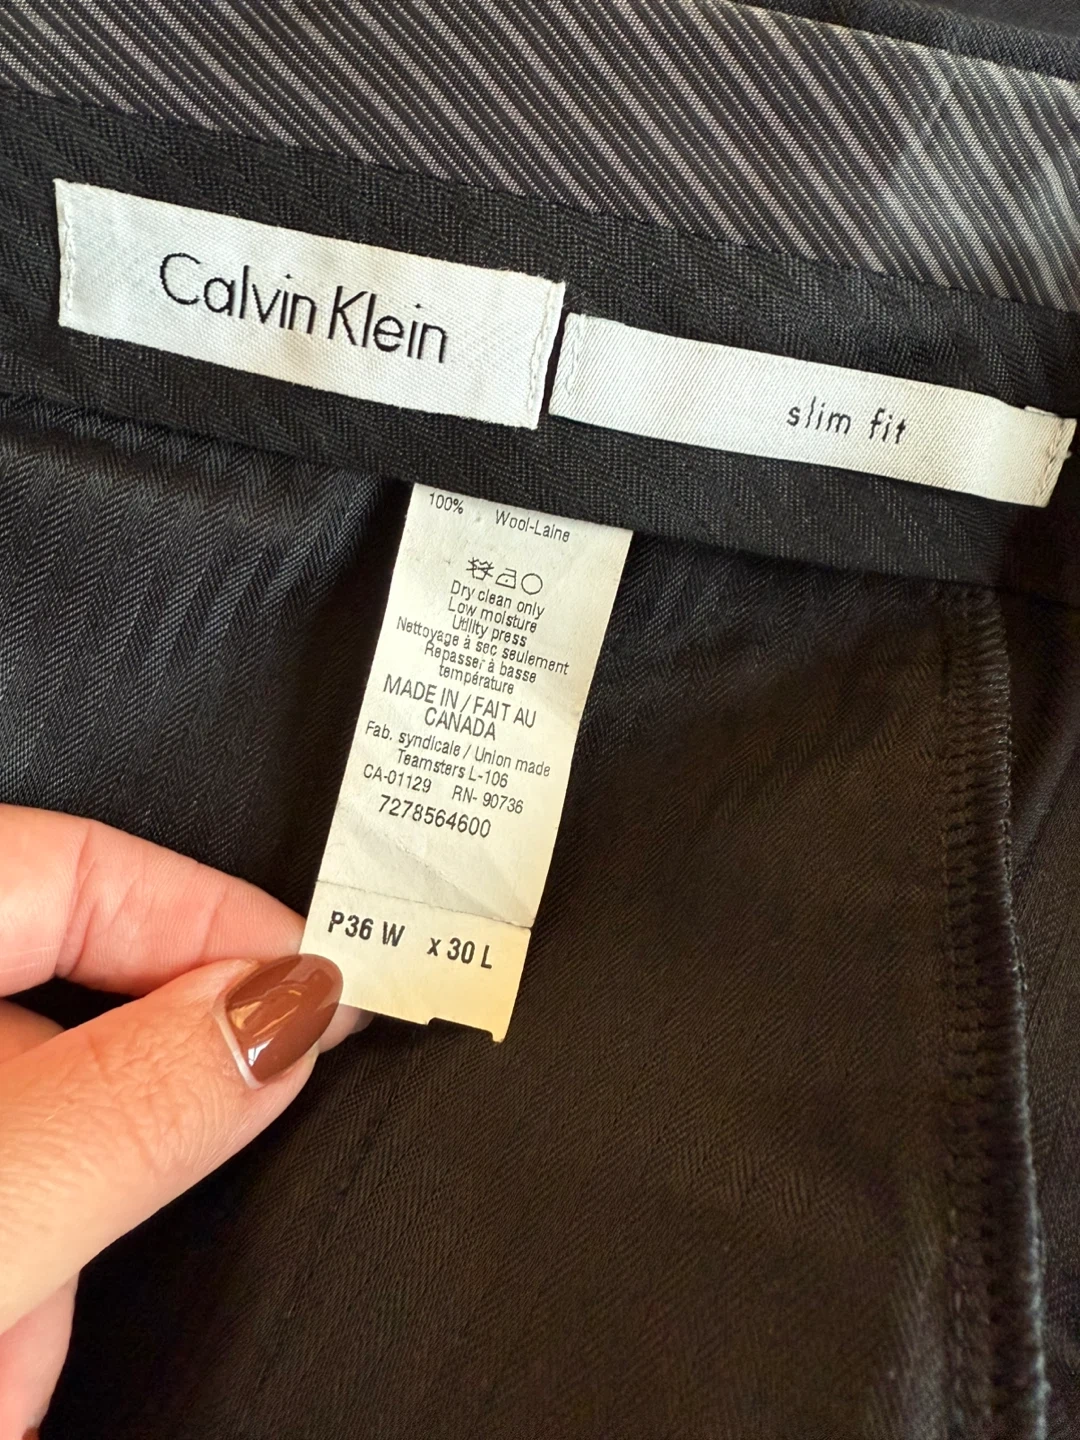 Calvin Klein
slim fit
100% Wool-Laine
Dry clean only
Low moisture
Utility press
Nettoyage à sec seulement
Repasser à basse
température
MADE IN / FAIT AU
CANADA
Fab. syndicale / Union made
Teamsters L-106
CA-01129 RN- 90736
7278564600
P36 W x 30 L